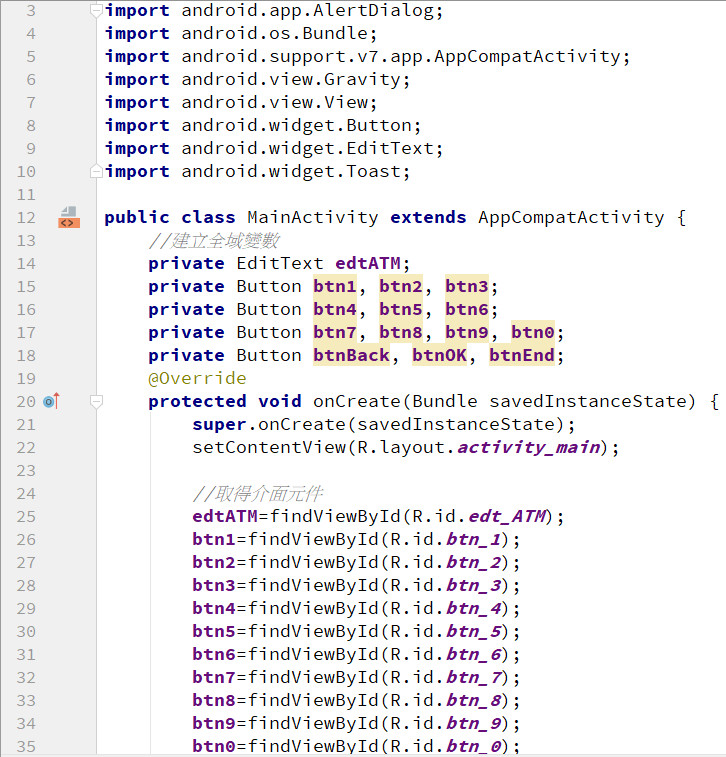 3 import android.app.AlertDialog;
4 import android.os.Bundle;
5 import android.support.v7.app.AppCompatActivity;
6 import android.view.Gravity;
7 import android.view.View;
8 import android.widget.Button;
9 import android.widget.EditText;
10 import android.widget.Toast;
11
12 public class MainActivity extends AppCompatActivity {
13 //建立全域變數
14 private EditText edtATM;
15 private Button btn1, btn2, btn3;
16 private Button btn4, btn5, btn6;
17 private Button btn7, btn8, btn9, btn0;
18 private Button btnBack, btnOK, btnEnd;
19 @Override
20 protected void onCreate(Bundle savedInstanceState) {
21 super.onCreate(savedInstanceState);
22 setContentView(R.layout.activity_main);
23
24 //取得介面元件
25 edtATM=findViewById(R.id.edt_ATM);
26 btn1=findViewById(R.id.btn_1);
27 btn2=findViewById(R.id.btn_2);
28 btn3=findViewById(R.id.btn_3);
29 btn4=findViewById(R.id.btn_4);
30 btn5=findViewById(R.id.btn_5);
31 btn6=findViewById(R.id.btn_6);
32 btn7=findViewById(R.id.btn_7);
33 btn8=findViewById(R.id.btn_8);
34 btn9=findViewById(R.id.btn_9);
35 btn0=findViewById(R.id.btn_0);